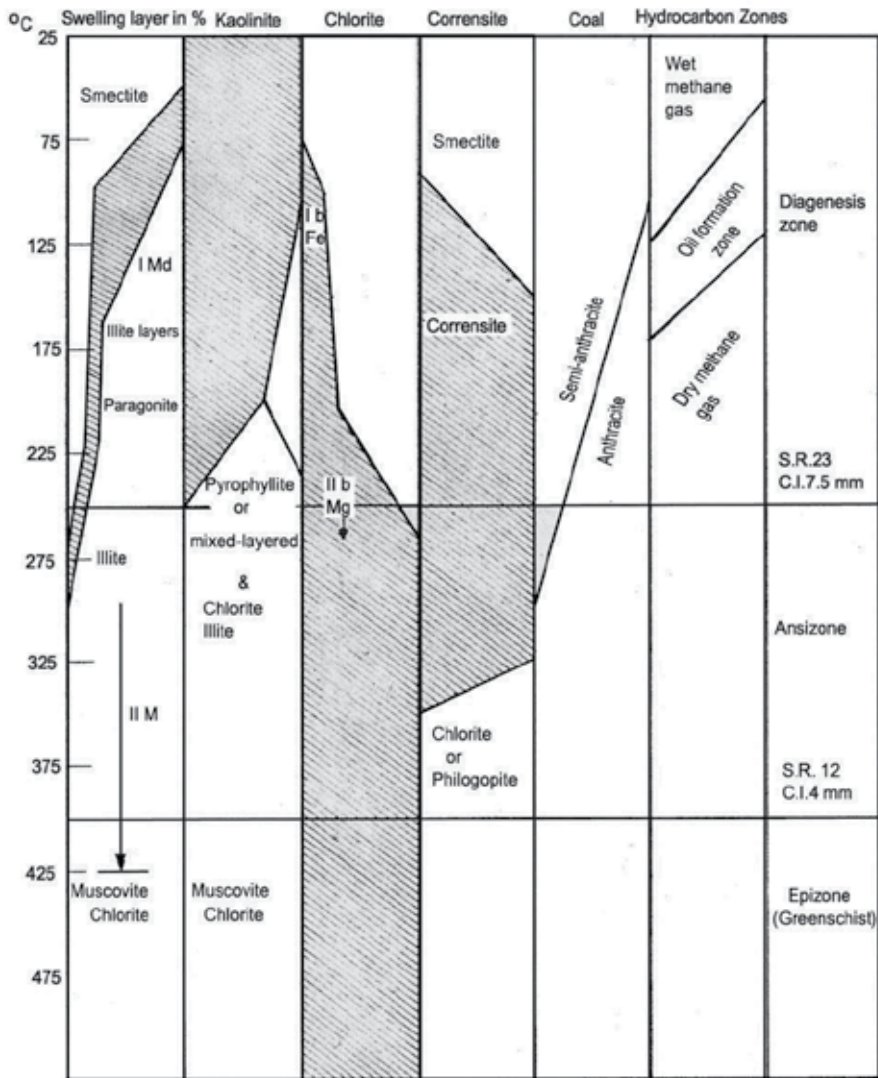 °C
Swelling layer in %
Kaolinite
Chlorite
Corrensite
Coal
Hydrocarbon Zones
25
75
125
175
225
275
325
375
425
475
Smectite
I Md
Illite layers
Paragonite
Illite
II M
Muscovite
Chlorite
Pyrophyllite
or
mixed-layered
&
Chlorite
Illite
Muscovite
Chlorite
I b
Fe
II b
Mg
Smectite
Corrensite
Chlorite
or
Philogopite
Semi-anthracite
Anthracite
Wet
methane
gas
Oil formation
zone
Dry methane
gas
Diagenesis
zone
S.R.23
C.I.7.5 mm
Ansizone
S.R. 12
C.I.4 mm
Epizone
(Greenschist)